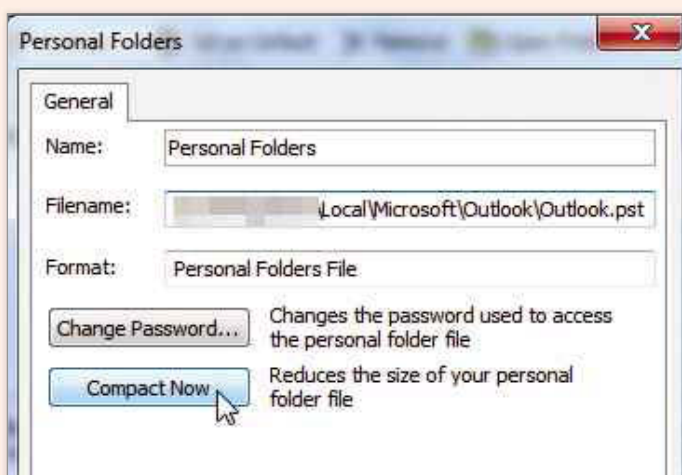 Personal Folders
General
Name: Personal Folders
Filename: \Local\Microsoft\Outlook\Outlook.pst
Format: Personal Folders File
Change Password... Changes the password used to access
the personal folder file
Compact Now Reduces the size of your personal
folder file